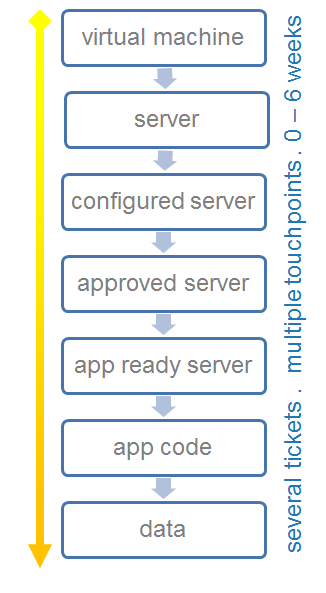 virtual machine
server
configured server
approved server
app ready server
app code
data
several tickets . multiple touchpoints . 0 – 6 weeks